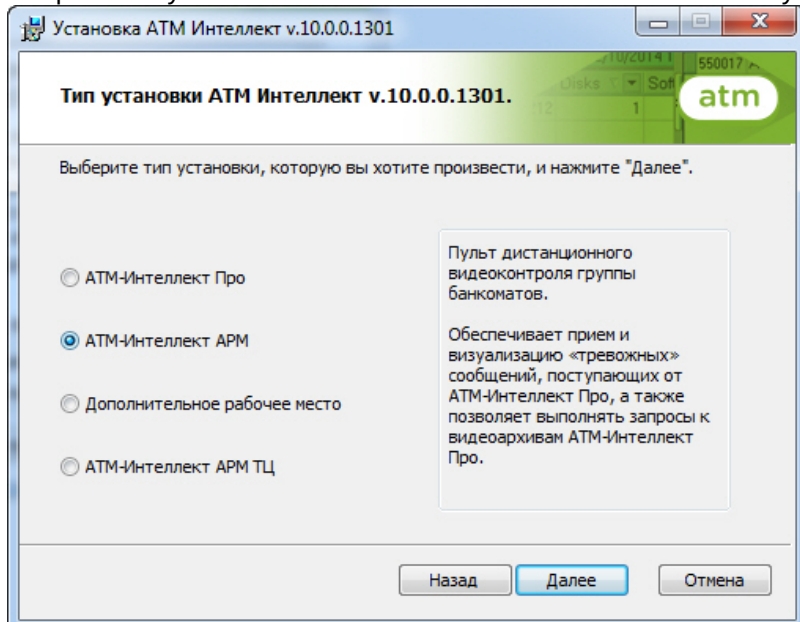 Установка АТМ Интеллект v.10.0.0.1301
Тип установки АТМ Интеллект v.10.0.0.1301.
550017
Disks
1
atm
Выберите тип установки, которую вы хотите произвести, и нажмите "Далее".
АТМ-Интеллект Про
АТМ-Интеллект АРМ
Дополнительное рабочее место
АТМ-Интеллект АРМ ТЦ
Пульт дистанционного
видеоконтроля группы
банкоматов.
Обеспечивает прием и
визуализацию «тревожных»
сообщений, поступающих от
АТМ-Интеллект Про, а также
позволяет выполнять запросы к
видеоархивам АТМ-Интеллект
Про.
Назад
Далее
Отмена